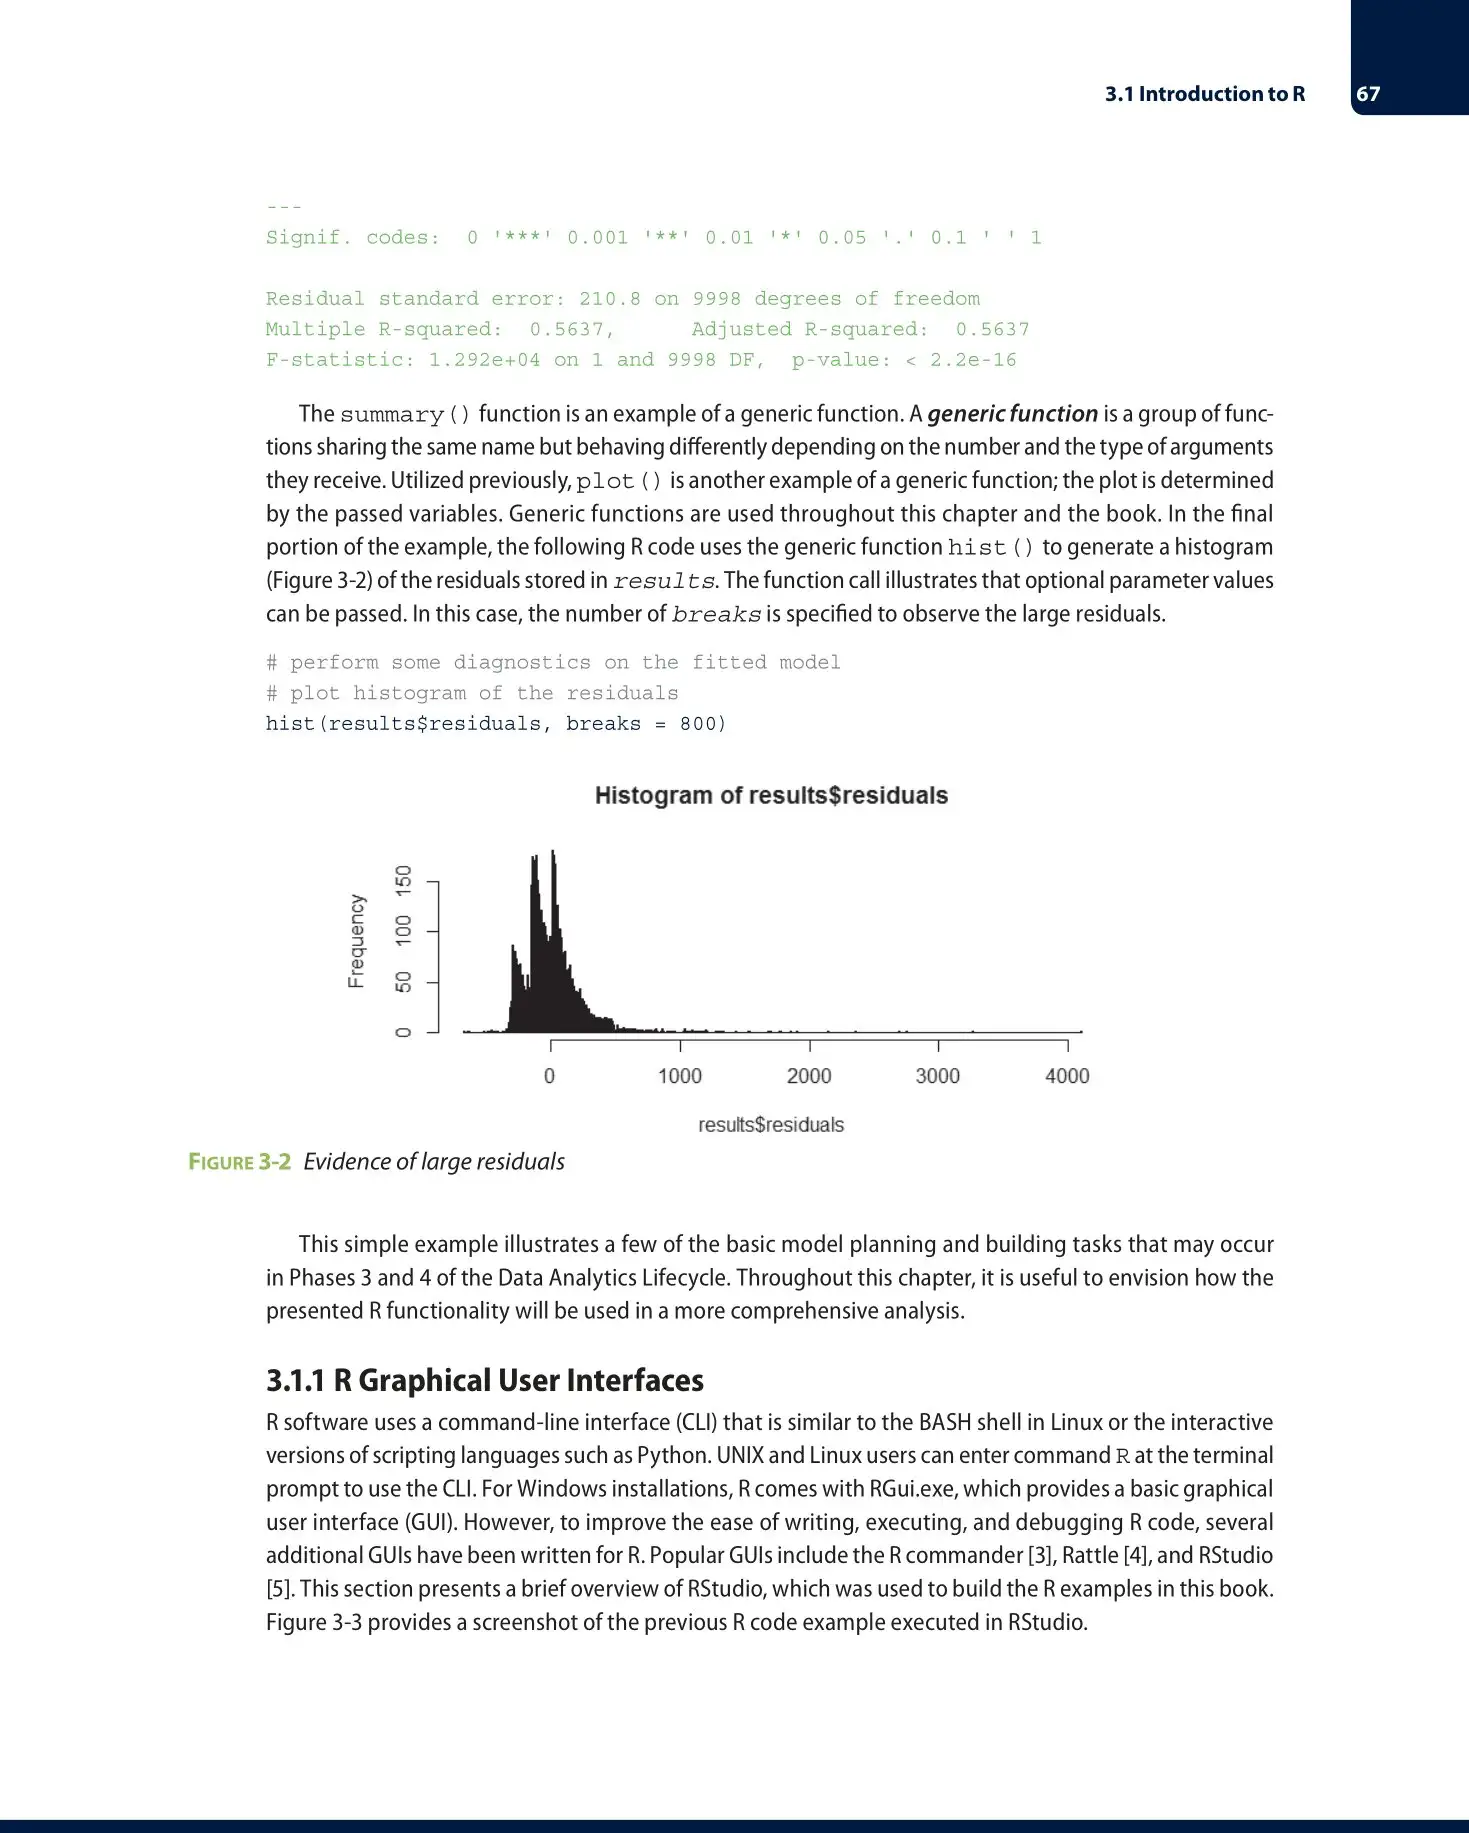 3.1 Introduction to R 67
---
Signif. codes:  0 '***' 0.001 '**' 0.01 '*' 0.05 '.' 0.1 ' ' 1
Residual standard error: 210.8 on 9998 degrees of freedom
Multiple R-squared:  0.5637,      Adjusted R-squared:  0.5637
F-statistic: 1.292e+04 on 1 and 9998 DF,  p-value: < 2.2e-16
The summary() function is an example of a generic function. A generic function is a group of func-
tions sharing the same name but behaving differently depending on the number and the type of arguments
they receive. Utilized previously, plot() is another example of a generic function; the plot is determined
by the passed variables. Generic functions are used throughout this chapter and the book. In the final
portion of the example, the following R code uses the generic function hist() to generate a histogram
(Figure 3-2) of the residuals stored in results. The function call illustrates that optional parameter values
can be passed. In this case, the number of breaks is specified to observe the large residuals.
# perform some diagnostics on the fitted model
# plot histogram of the residuals
hist(results$residuals, breaks = 800)
Histogram of results$residuals
Frequency
150
100
50
0
0 1000 2000 3000 4000
results$residuals
FIGURE 3-2 Evidence of large residuals
This simple example illustrates a few of the basic model planning and building tasks that may occur
in Phases 3 and 4 of the Data Analytics Lifecycle. Throughout this chapter, it is useful to envision how the
presented R functionality will be used in a more comprehensive analysis.
3.1.1 R Graphical User Interfaces
R software uses a command-line interface (CLI) that is similar to the BASH shell in Linux or the interactive
versions of scripting languages such as Python. UNIX and Linux users can enter command R at the terminal
prompt to use the CLI. For Windows installations, R comes with RGui.exe, which provides a basic graphical
user interface (GUI). However, to improve the ease of writing, executing, and debugging R code, several
additional GUIs have been written for R. Popular GUIs include the R commander [3], Rattle [4], and RStudio
[5]. This section presents a brief overview of RStudio, which was used to build the R examples in this book.
Figure 3-3 provides a screenshot of the previous R code example executed in RStudio.